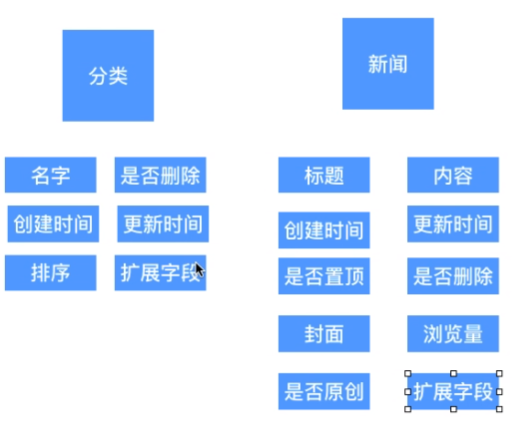 分类
名字
是否删除
创建时间
更新时间
排序
扩展字段
新闻
标题
内容
创建时间
更新时间
是否置顶
是否删除
封面
浏览量
是否原创
扩展字段